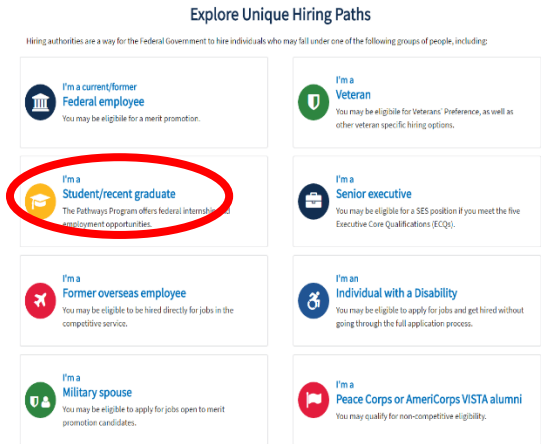 Explore Unique Hiring Paths
Hiring authorities are a way for the Federal Government to hire individuals who may fall under one of the following groups of people, including:
I'm a current/former
Federal employee
You may be eligibile for a merit promotion.
I'm a
Veteran
You may be eligibile for Veterans' Preference, as well as
other veteran specific hiring options.
I'm a
Student/recent graduate
The Pathways Program offers federal internship
employment opportunities.
I'm a
Senior executive
You may be eligible for a SES position if you meet the five
Executive Core Qualifications (ECQs).
I'm a
Former overseas employee
You may be eligible to be hired directly for jobs in the
competitive service.
I'm an
Individual with a Disability
You may be eligible to apply for jobs and get hired without
going through the full application process.
I'm a
Military spouse
You may be eligible to apply for jobs open to merit
promotion candidates.
I'm a
Peace Corps or AmeriCorps VISTA alumni
You may qualify for non-competitive eligibility.